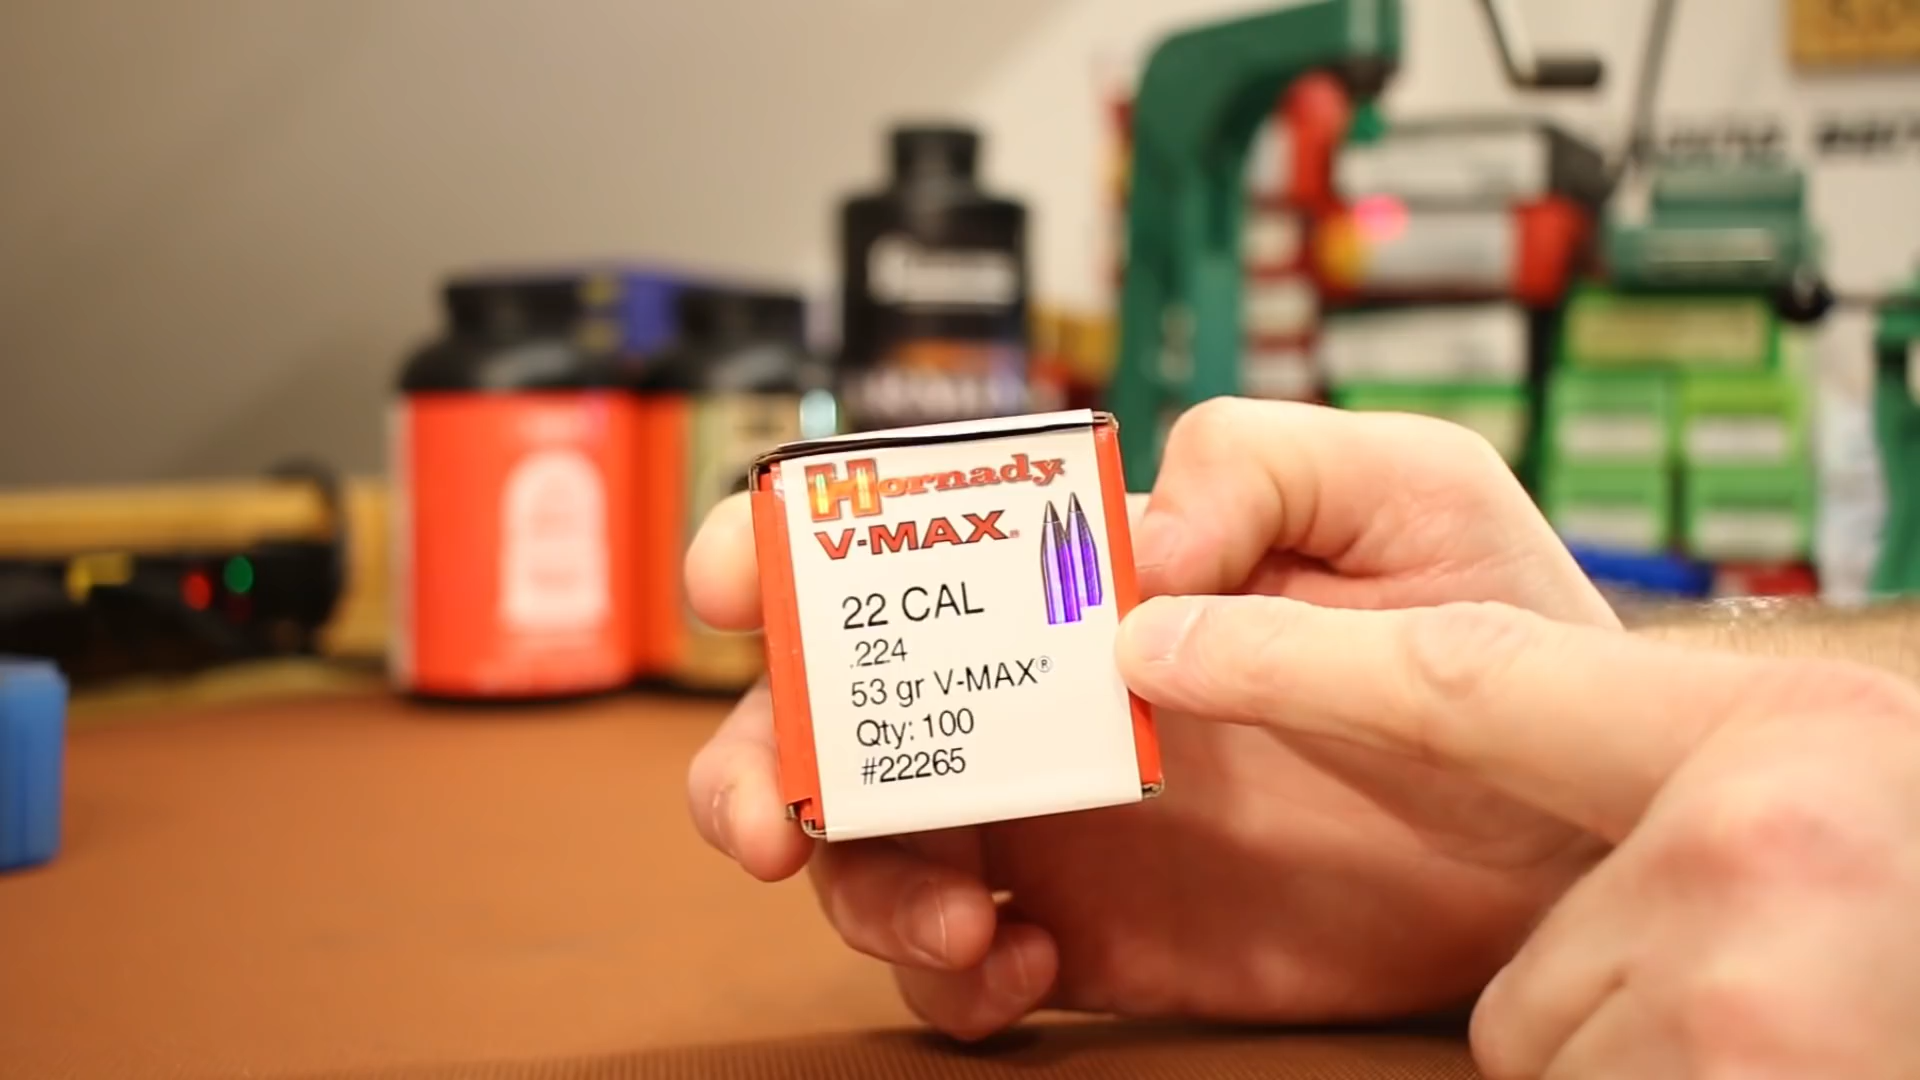 Hornady
V-MAX®
22 CAL
.224
53 gr V-MAX®
Qty: 100
#22265